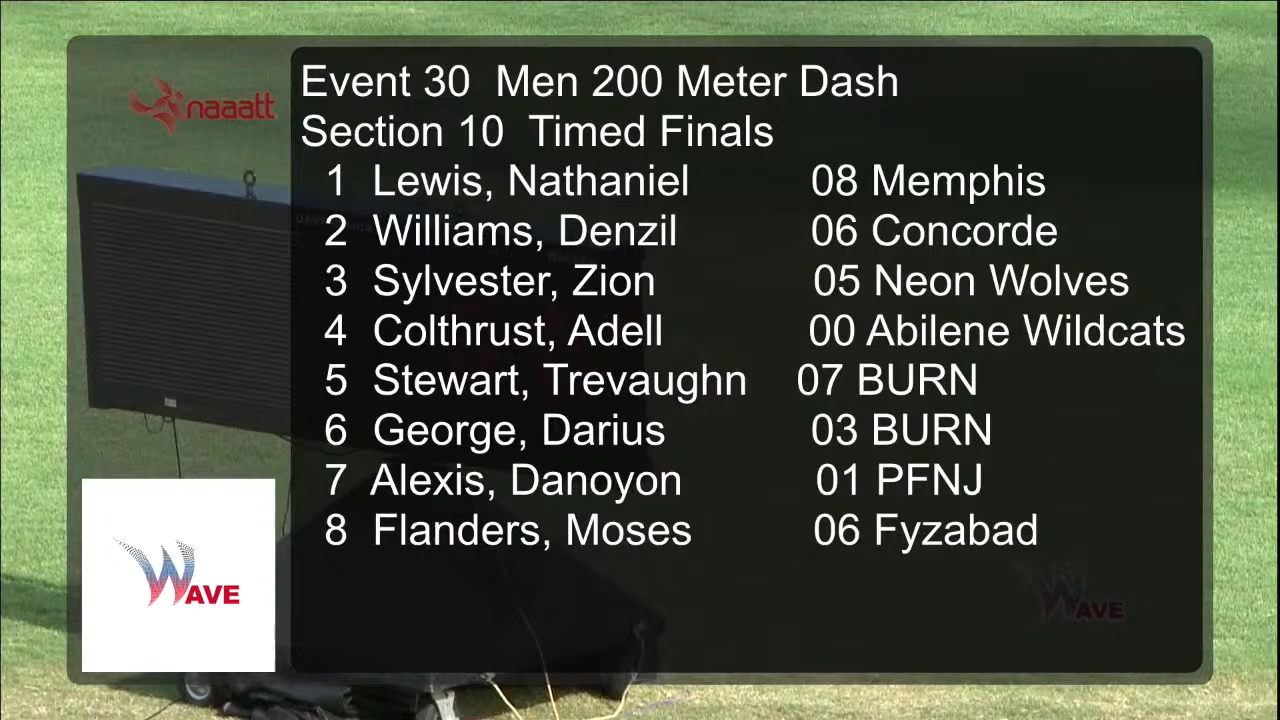 naaatt
Event 30 Men 200 Meter Dash
Section 10 Timed Finals
1 Lewis, Nathaniel 08 Memphis
2 Williams, Denzil 06 Concorde
3 Sylvester, Zion 05 Neon Wolves
4 Colthrust, Adell 00 Abilene Wildcats
5 Stewart, Trevaughn 07 BURN
6 George, Darius 03 BURN
7 Alexis, Danoyon 01 PFNJ
8 Flanders, Moses 06 Fyzabad
WAVE
WAVE